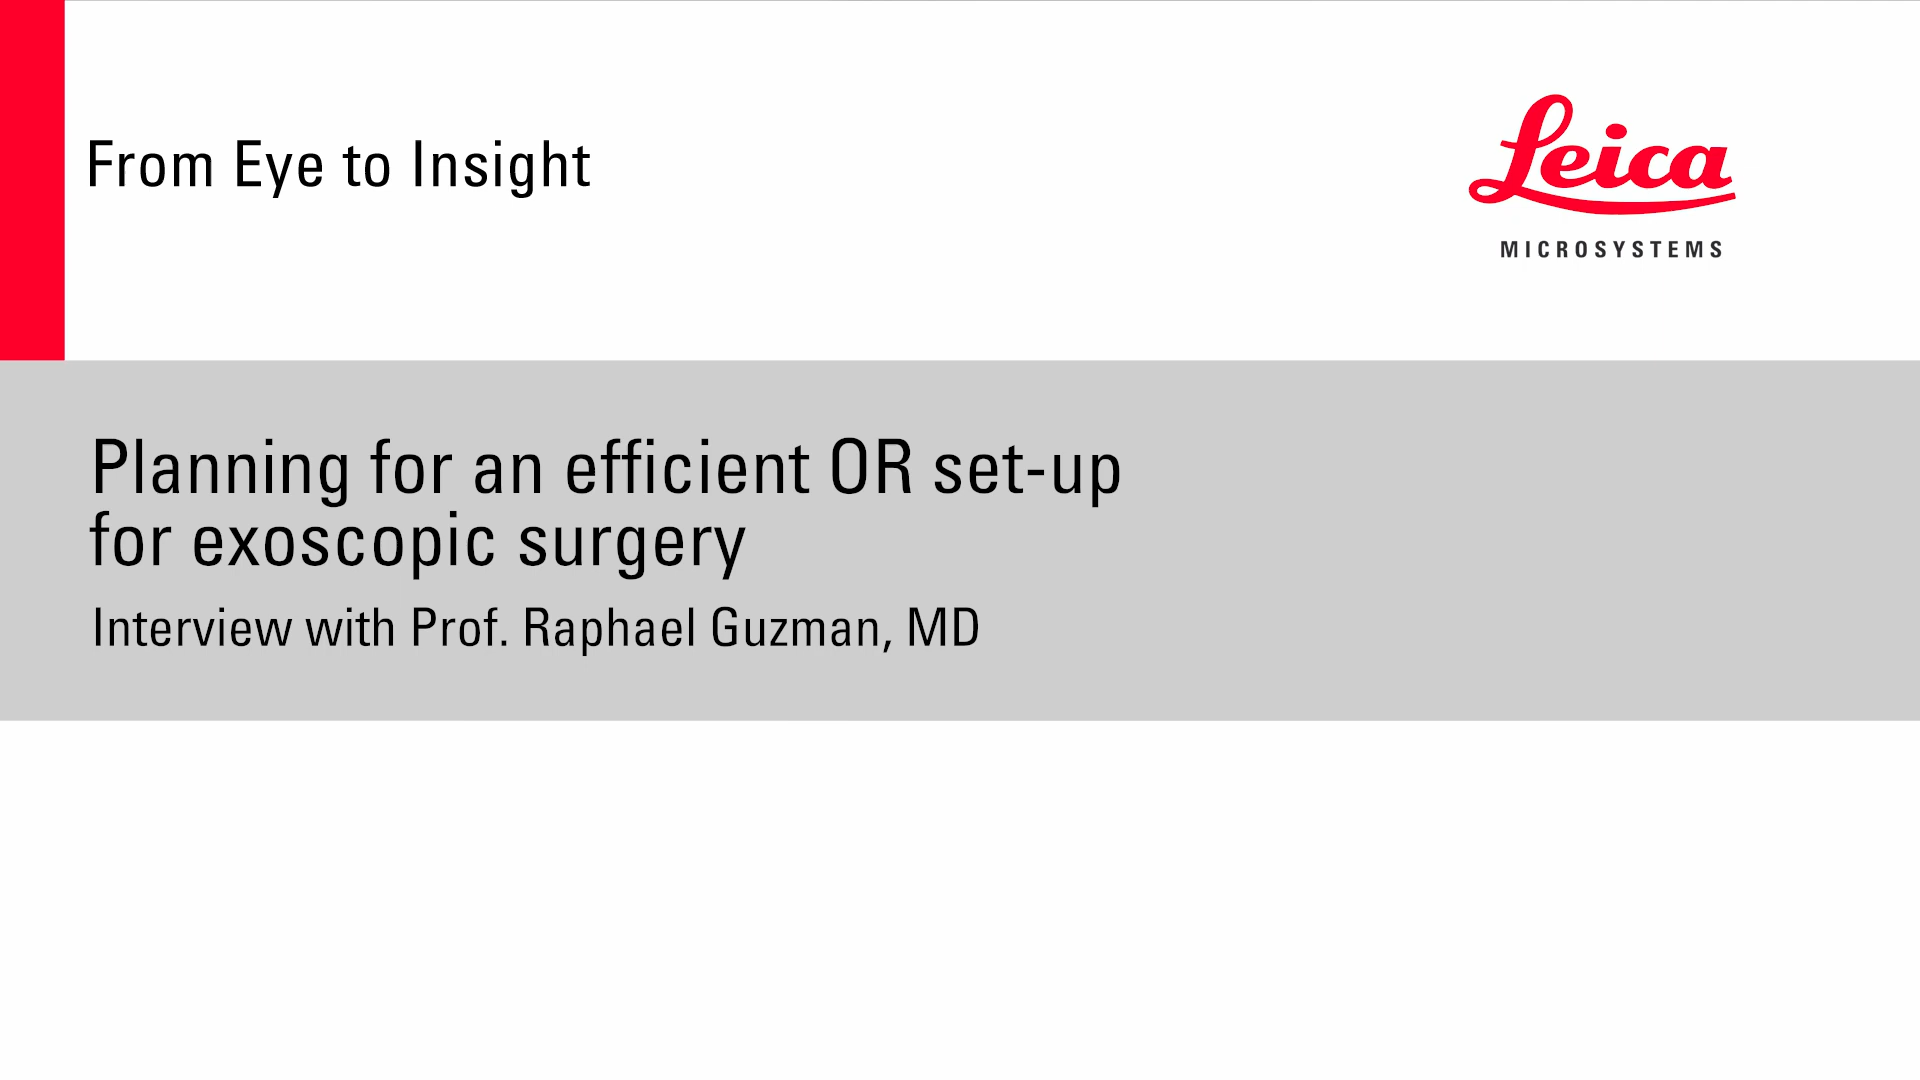 From Eye to Insight
Leica
MICROSYSTEMS
Planning for an efficient OR set-up
for exoscopic surgery
Interview with Prof. Raphael Guzman, MD